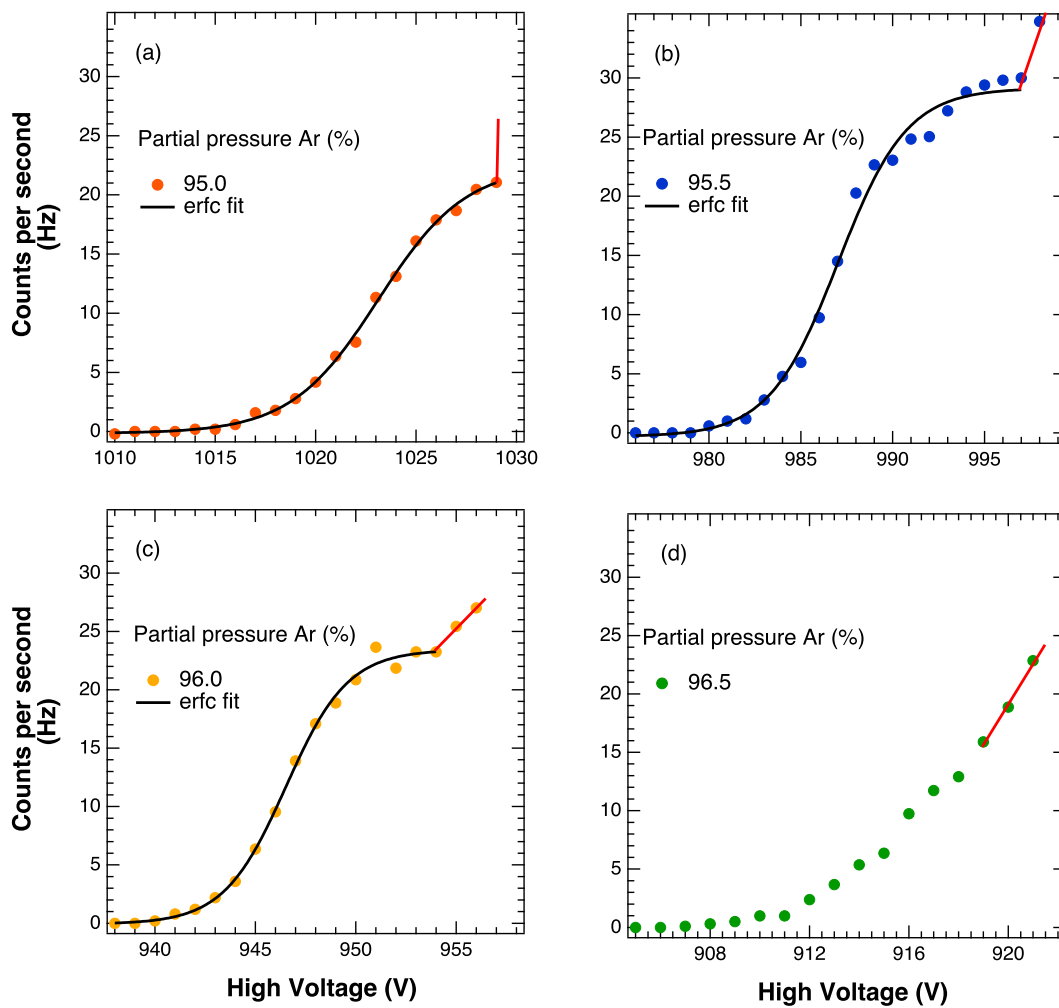 (a)
Partial pressure Ar (%)
95.0
erfc fit
30
25
20
15
10
5
0
1010
1015
1020
1025
1030
Counts per second
(Hz)
(b)
Partial pressure Ar (%)
95.5
erfc fit
30
25
20
15
10
5
0
980
985
990
995
(c)
Partial pressure Ar (%)
96.0
erfc fit
30
25
20
15
10
5
0
940
945
950
955
Counts per second
(Hz)
High Voltage (V)
(d)
Partial pressure Ar (%)
96.5
30
25
20
15
10
5
0
908
912
916
920
High Voltage (V)